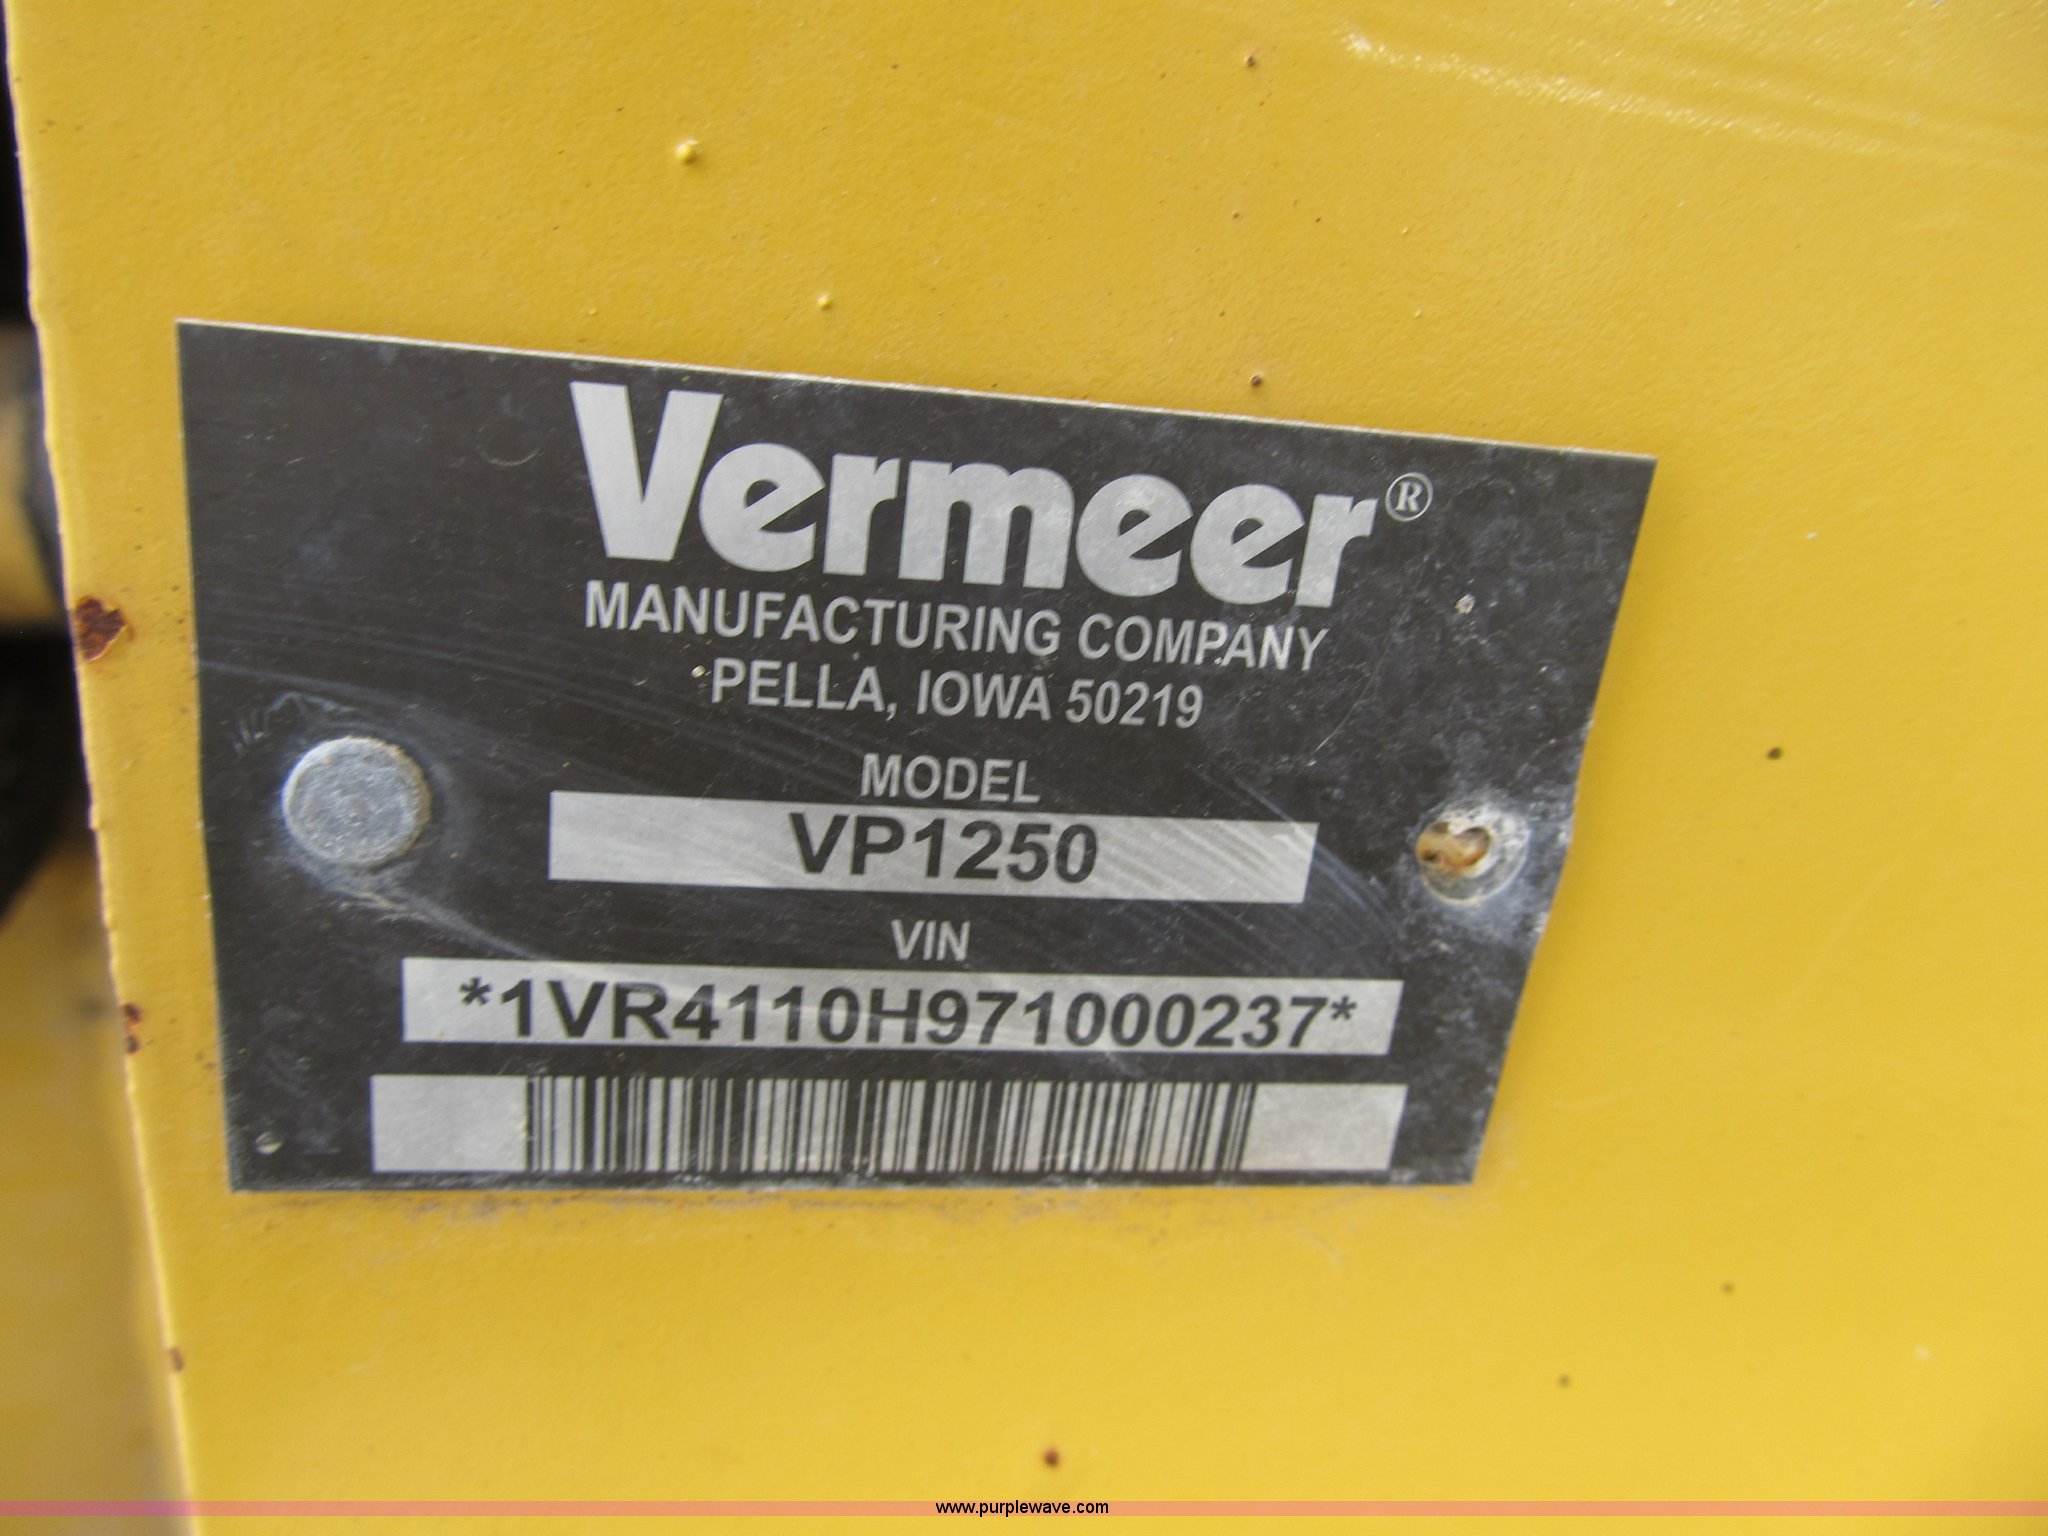 Vermeer®
MANUFACTURING COMPANY
PELLA, IOWA 50219
MODEL
VP1250
VIN
*1VR4110H971000237*
www.purplewave.com